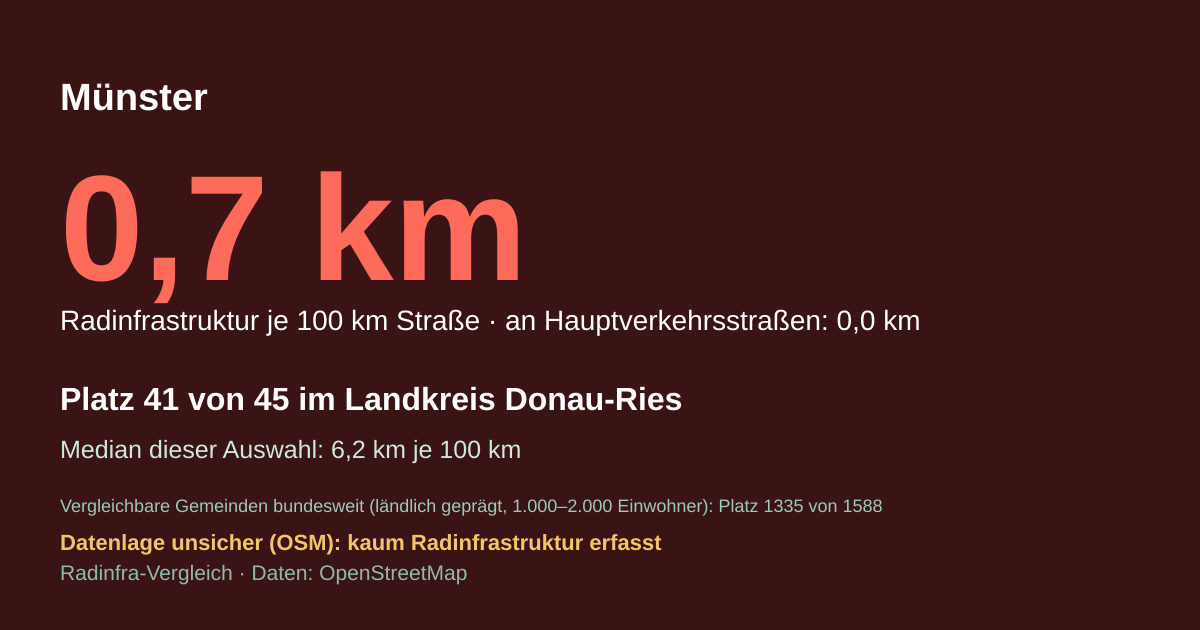 Münster
0,7 km
Radinfrastruktur je 100 km Straße · an Hauptverkehrsstraßen: 0,0 km
Platz 41 von 45 im Landkreis Donau-Ries
Median dieser Auswahl: 6,2 km je 100 km
Vergleichbare Gemeinden bundesweit (ländlich geprägt, 1.000–2.000 Einwohner): Platz 1335 von 1588
Datenlage unsicher (OSM): kaum Radinfrastruktur erfasst
Radinfra-Vergleich · Daten: OpenStreetMap